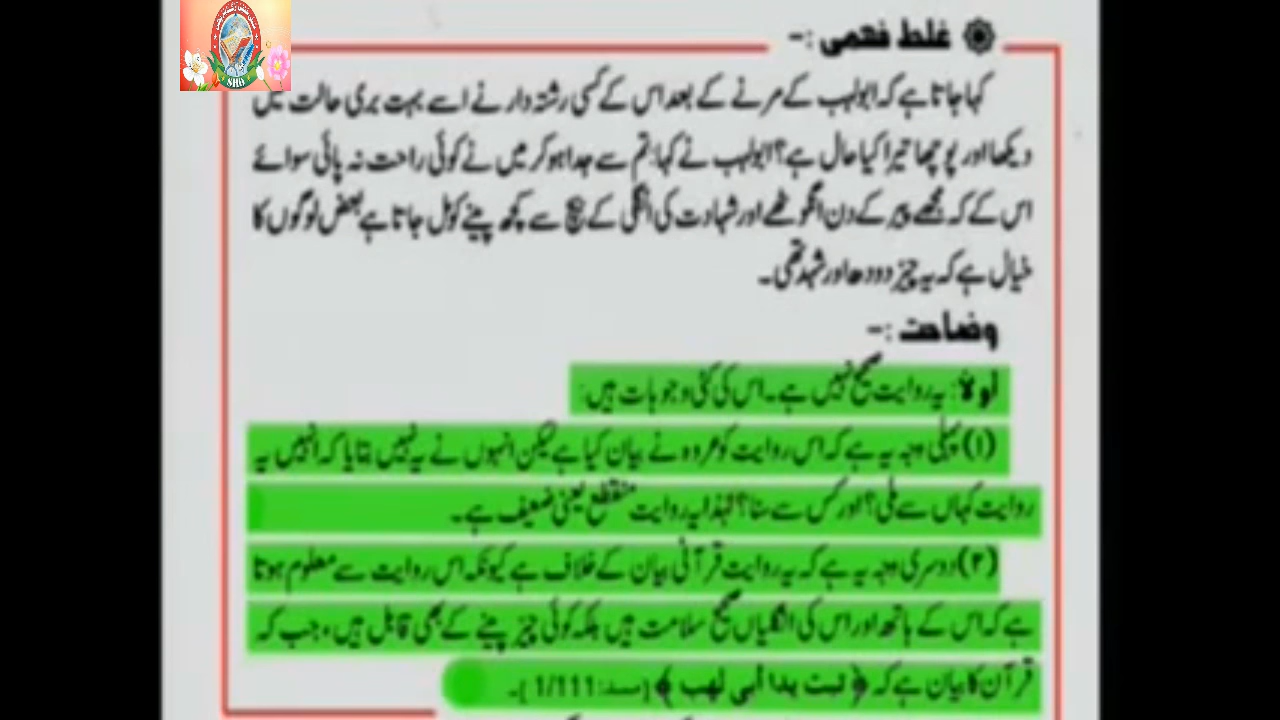 غلط فہمی :-
کہا جاتا ہے کہ ابولہب کے مرنے کے بعد اس کے کسی رشتہ دار نے اسے بہت بری حالت میں
دیکھا اور پوچھا تیرا کیا حال ہے؟ ابولہب نے کہا: تم سے جدا ہو کر میں نے کوئی راحت نہ پائی سوائے
اس کے کہ مجھے پیر کے دن انگوٹھے اور شہادت کی انگلی کے بیچ سے کچھ پینے کو مل جاتا ہے بعض لوگوں کا
خیال ہے کہ یہ چیز دودھ اور شہد تھی۔
وضاحت :-
اولاً: یہ روایت صحیح نہیں ہے۔ اس کی کئی وجوہات ہیں:
(۱) پہلی وجہ یہ ہے کہ اس روایت کو عروہ نے بیان کیا ہے لیکن انہوں نے یہ نہیں بتایا کہ انہیں یہ
روایت کہاں سے ملی؟ اور کس سے سنا؟ لہٰذا یہ روایت منقطع یعنی ضعیف ہے۔
(۲) دوسری وجہ یہ ہے کہ یہ روایت قرآنی بیان کے خلاف ہے کیونکہ اس روایت سے معلوم ہوتا
ہے کہ اس کے ہاتھ اور اس کی انگلیاں صحیح سلامت ہیں بلکہ کوئی چیز پینے کے بھی قابل ہیں، جب کہ
قرآن کا بیان ہے کہ ﴿ تبت يدا أبي لهب ﴾ [مسد:1/111]۔
SHO